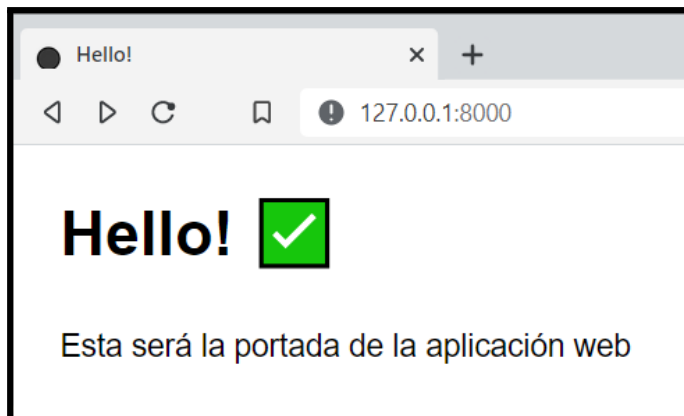 Hello!
127.0.0.1:8000
Hello! ✅
Esta será la portada de la aplicación web